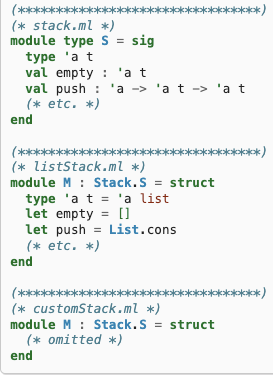 (*********************************)
(* stack.ml *)
module type S = sig
  type 'a t
  val empty : 'a t
  val push : 'a -> 'a t -> 'a t
  (* etc. *)
end

(*********************************)
(* listStack.ml *)
module M : Stack.S = struct
  type 'a t = 'a list
  let empty = []
  let push = List.cons
  (* etc. *)
end

(*********************************)
(* customStack.ml *)
module M : Stack.S = struct
  (* omitted *)
end